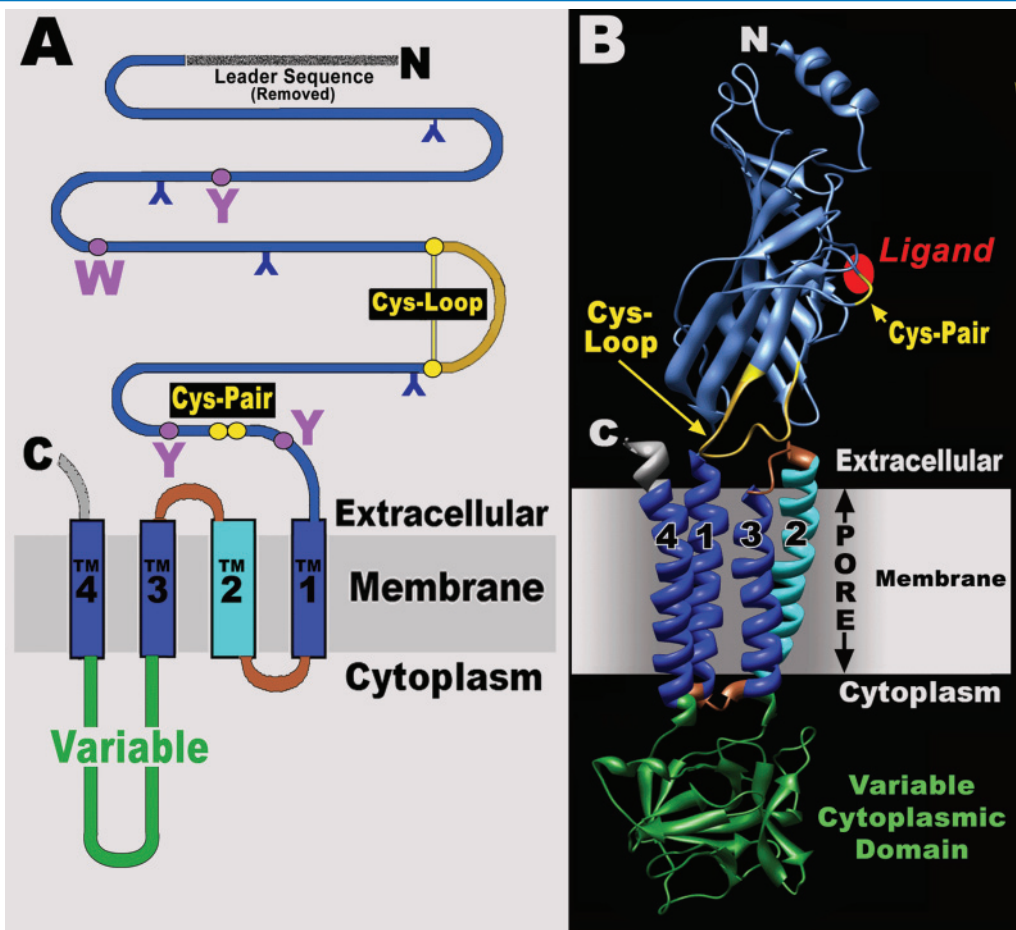 A
N
Leader Sequence
(Removed)
Y
W
Cys-Loop
Cys-Pair
Y
Y
C
Extracellular
TM
4
TM
3
TM
2
TM
1
Membrane
Cytoplasm
Variable
B
N
Ligand
Cys-Pair
Cys-
Loop
C
Extracellular
4
1
3
2
PORE
Membrane
Cytoplasm
Variable
Cytoplasmic
Domain